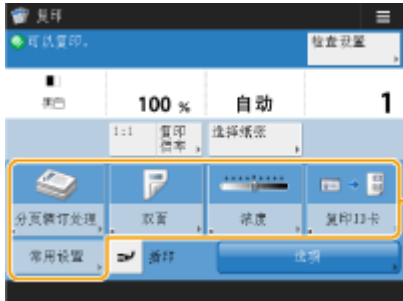 复印
可以复印。
检查设置
黑白
100 %
自动
1
1:1
复印
倍率
选择纸张
分页装订处理
双面
浓度
复印ID卡
常用设置
插印
选项